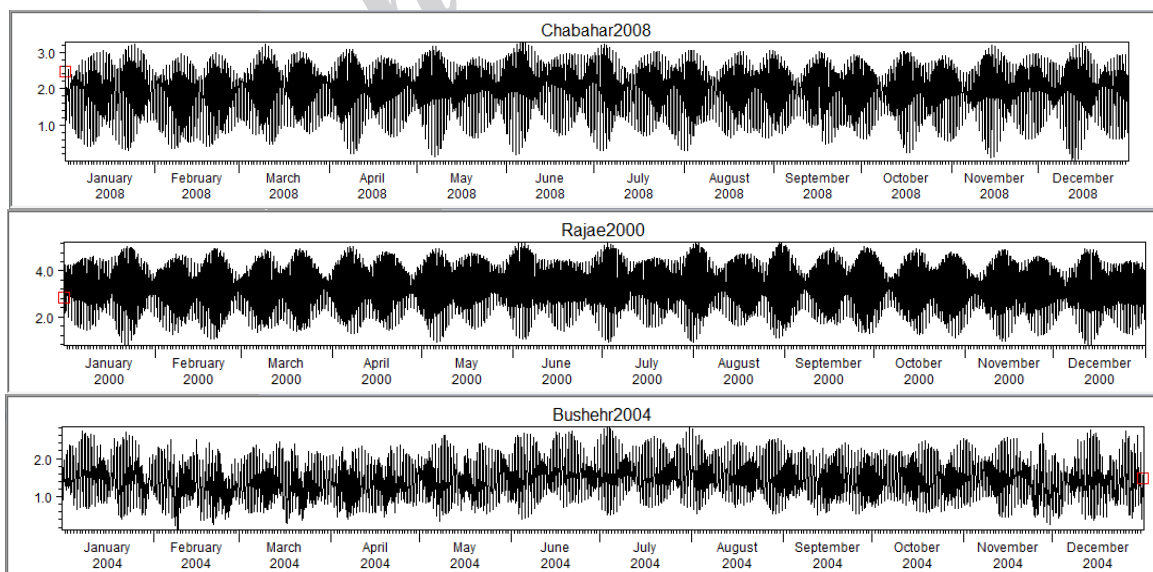 Chabahar2008
3.0
2.0
1.0
January February March April May June July August September October November December
2008 2008 2008 2008 2008 2008 2008 2008 2008 2008 2008 2008
Rajae2000
4.0
2.0
January February March April May June July August September October November December
2000 2000 2000 2000 2000 2000 2000 2000 2000 2000 2000 2000
Bushehr2004
2.0
1.0
January February March April May June July August September October November December
2004 2004 2004 2004 2004 2004 2004 2004 2004 2004 2004 2004